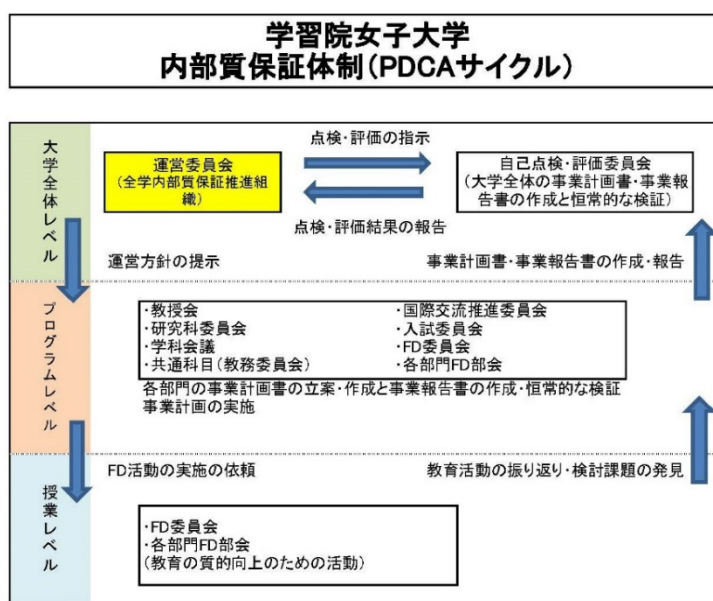 学習院女子大学
内部質保証体制(PDCAサイクル)
大学全体レベル
点検・評価の指示
運営委員会
(全学内部質保証推進組
織)
自己点検・評価委員会
(大学全体の事業計画書・事業報
告書の作成と恒常的な検証)
点検・評価結果の報告
運営方針の提示
事業計画書・事業報告書の作成・報告
プログラムレベル
・教授会
・研究科委員会
・学科会議
・共通科目(教務委員会)
・国際交流推進委員会
・入試委員会
・FD委員会
・各部門FD部会
各部門の事業計画書の立案・作成と事業報告書の作成・恒常的な検証
事業計画の実施
FD活動の実施の依頼
教育活動の振り返り・検討課題の発見
授業レベル
・FD委員会
・各部門FD部会
(教育の質的向上のための活動)